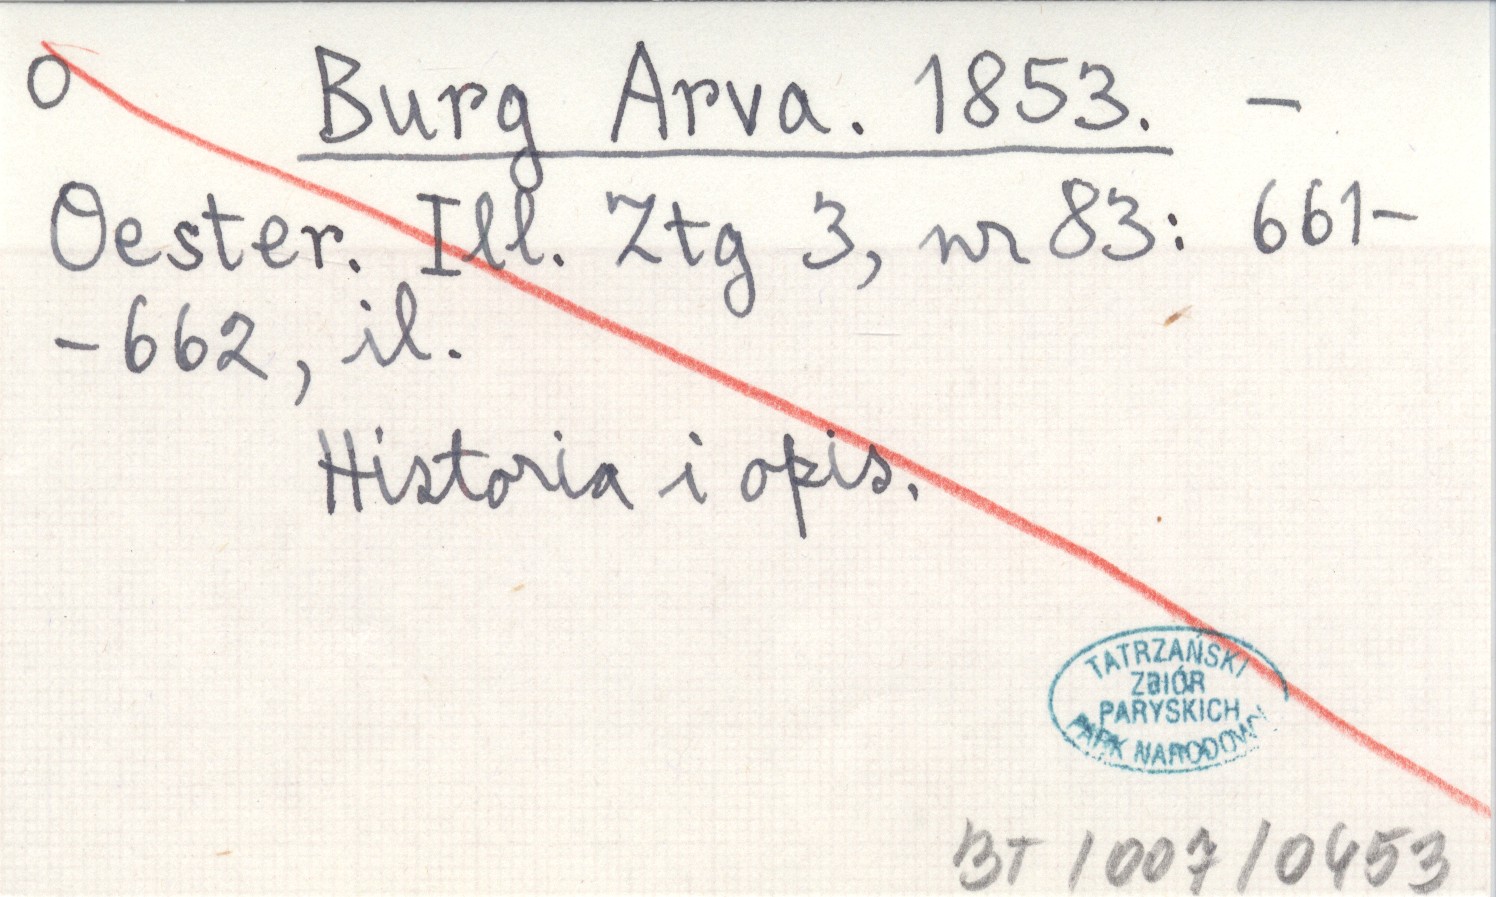 O Burg Arva. 1853. –
Oester. Ill. Ztg 3, nr 83: 661–
–662, il.
Historia i opis.
TATRZAŃSKI
ZBIÓR
PARYSKICH
PARK NARODOWY
BT / 007 / 0453